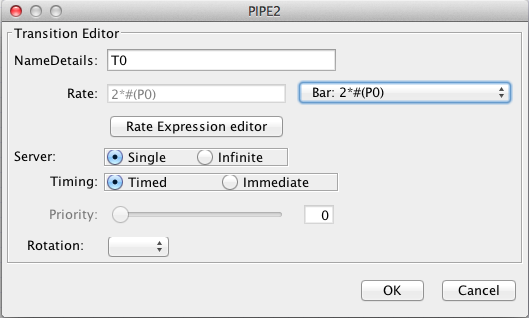 PIPE2
Transition Editor
NameDetails: T0
Rate: 2*#(P0) Bar: 2*#(P0)
Rate Expression editor
Server: Single Infinite
Timing: Timed Immediate
Priority: 0
Rotation:
OK Cancel